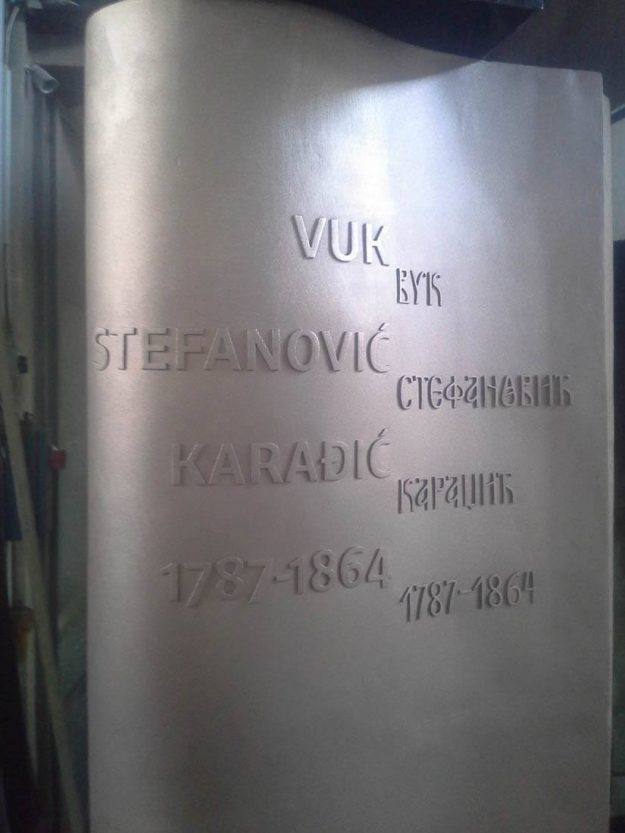 VUK
ВУК
STEFANOVIĆ
СТЕФАНОВИЋ
KARAĐIĆ
КАРАЏИЋ
1787-1864
1787-1864